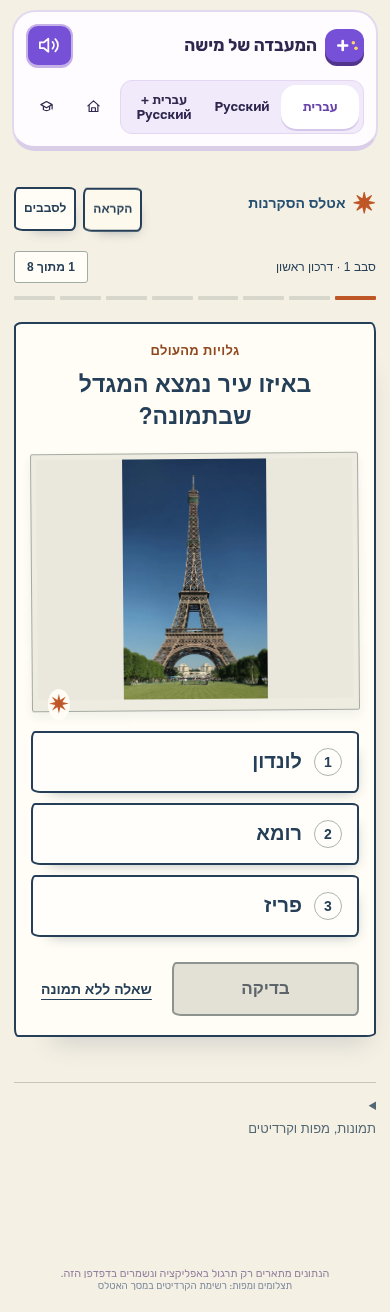 המעבדה של מישה
עברית
Русский
עברית +
Русский
אטלס הסקרנות
הקראה
לסבבים
סבב 1 · דרכון ראשון
1 מתוך 8
גלויות מהעולם
באיזו עיר נמצא המגדל
שבתמונה?
1 לונדון
2 רומא
3 פריז
בדיקה
שאלה ללא תמונה
תמונות, מפות וקרדיטים
הנתונים מתארים רק תרגול באפליקציה ונשמרים בדפדפן הזה.
תצלומים ומפות: רשימת הקרדיטים במסך האטלס